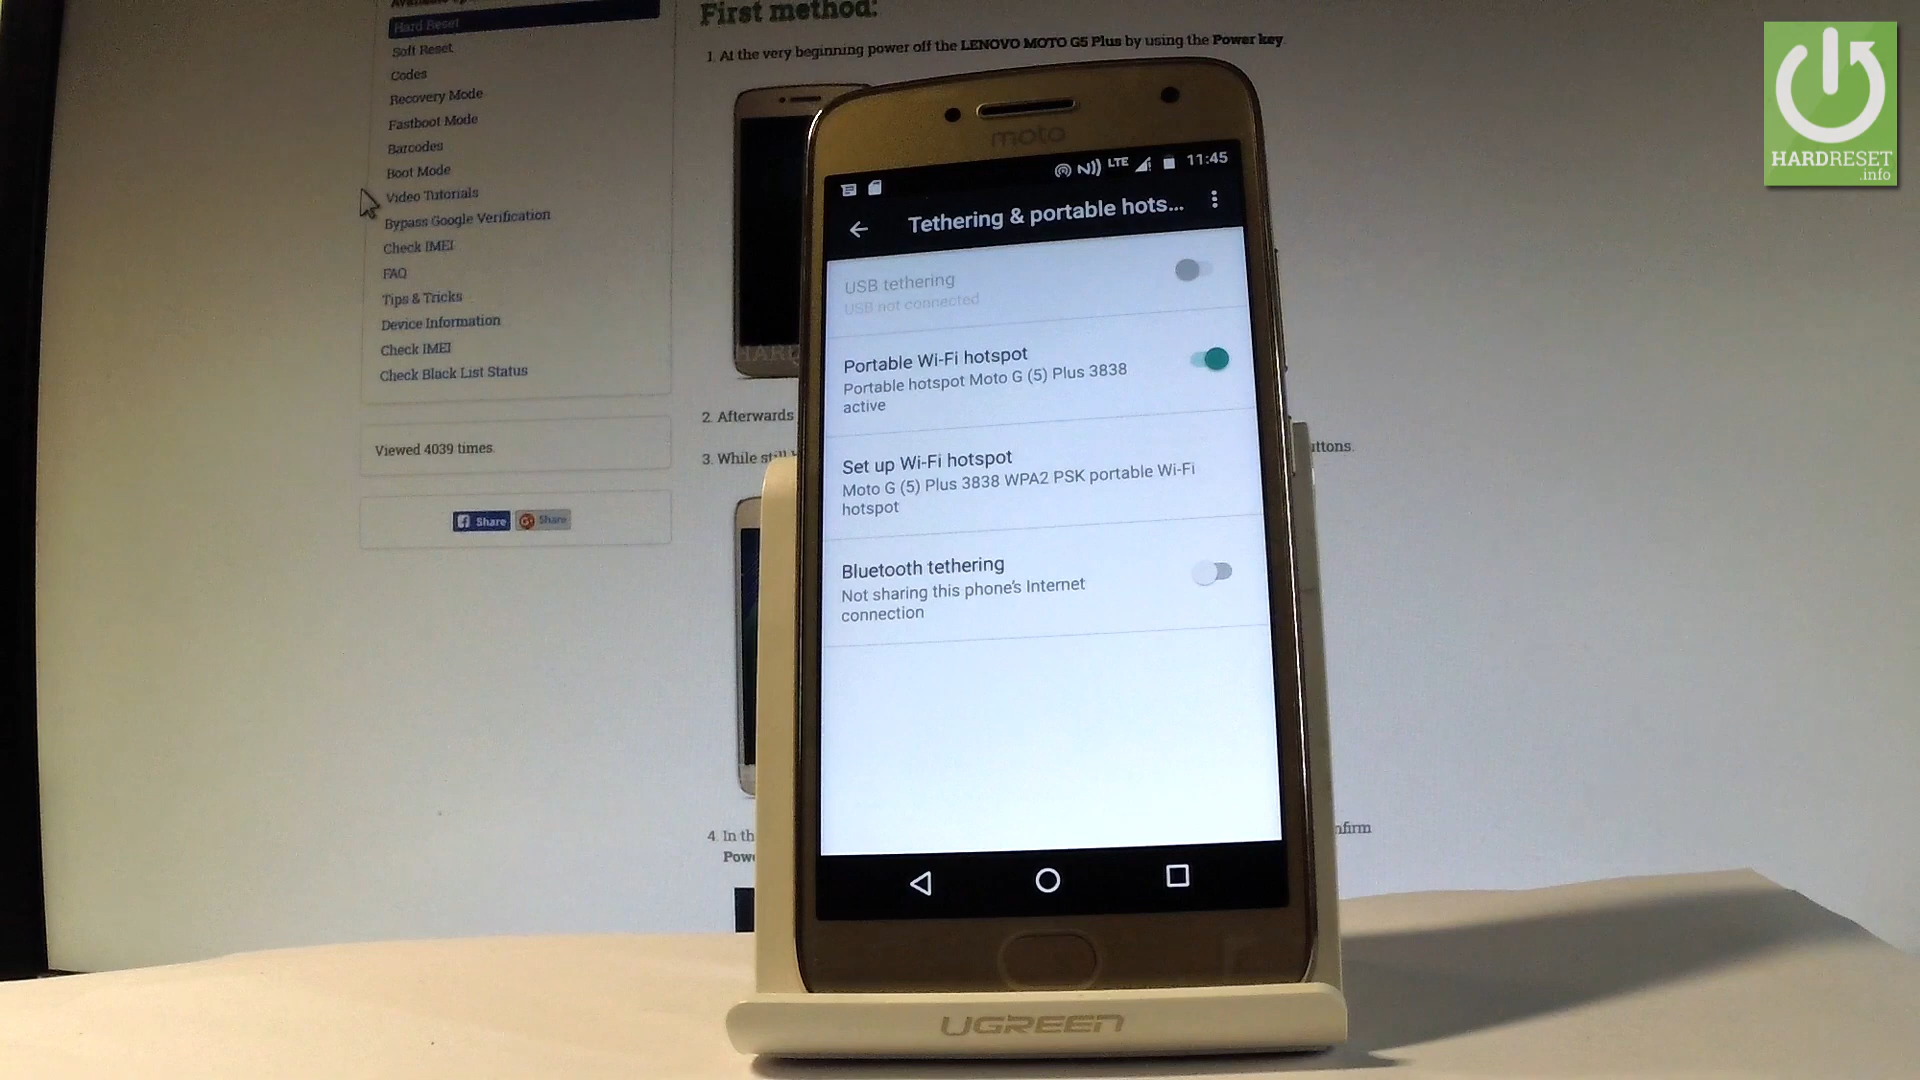 Hard Reset
Soft Reset
Codes
Recovery Mode
Fastboot Mode
Barcodes
Boot Mode
Video Tutorials
Bypass Google Verification
Check IMEI
FAQ
Tips & Tricks
Device Information
Check IMEI
Check Black List Status
Viewed 4039 times
Share
Share
First method:
1. At the very beginning power off the LENOVO MOTO G5 Plus by using the Power key.
2. Afterwards
3. While still
4. In th
Pow
moto
LTE 11:45
Tethering & portable hots...
USB tethering
USB not connected
Portable Wi-Fi hotspot
Portable hotspot Moto G (5) Plus 3838
active
Set up Wi-Fi hotspot
Moto G (5) Plus 3838 WPA2 PSK portable Wi-Fi
hotspot
Bluetooth tethering
Not sharing this phone's Internet
connection
UGREEN
HARDRESET
.info